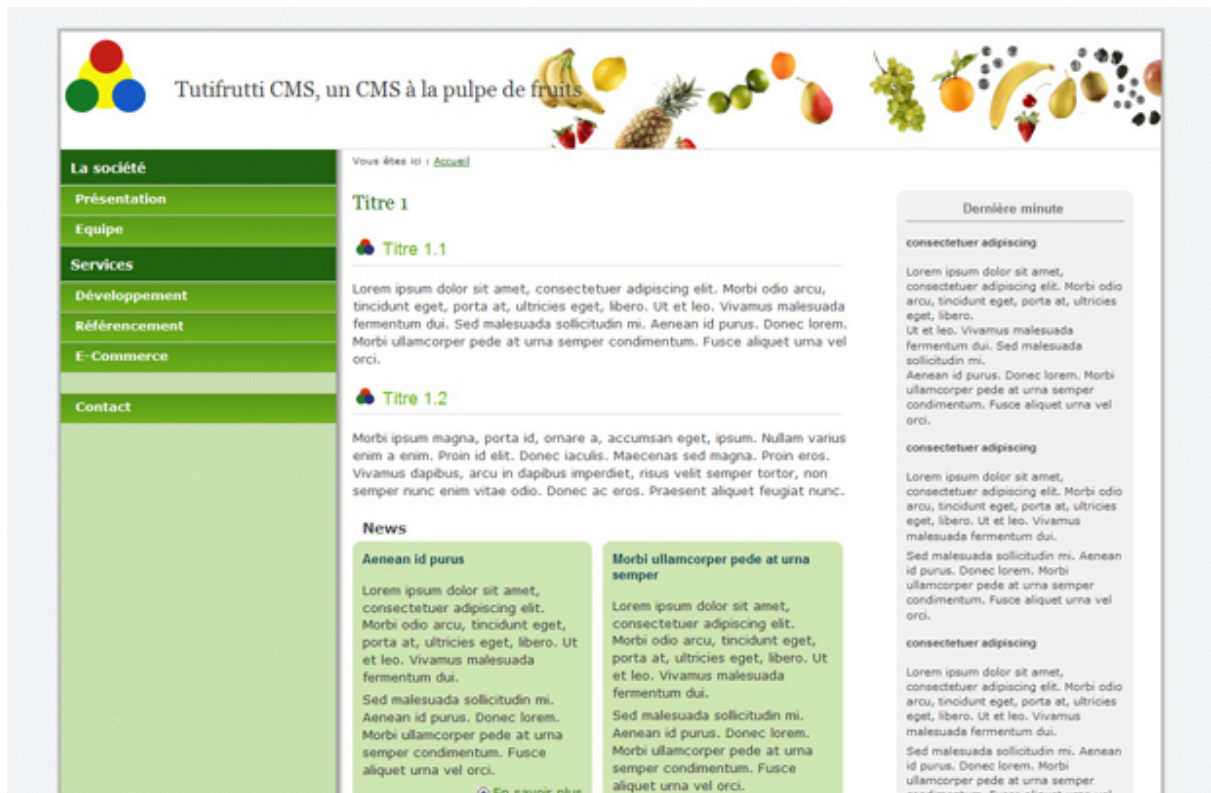 Tutifrutti CMS, un CMS à la pulpe de fruits
La société
Présentation
Equipe
Services
Développement
Référencement
E-Commerce
Contact
Vous êtes ici : Accueil
Titre 1
Titre 1.1
Lorem ipsum dolor sit amet, consectetuer adipiscing elit. Morbi odio arcu,
tincidunt eget, porta at, ultricies eget, libero. Ut et leo. Vivamus malesuada
fermentum dui. Sed malesuada sollicitudin mi. Aenean id purus. Donec lorem.
Morbi ullamcorper pede at urna semper condimentum. Fusce aliquet urna vel
orci.
Titre 1.2
Morbi ipsum magna, porta id, ornare a, accumsan eget, ipsum. Nullam varius
enim a enim. Proin id elit. Donec iaculis. Maecenas sed magna. Proin eros.
Vivamus dapibus, arcu in dapibus imperdiet, risus velit semper tortor, non
semper nunc enim vitae odio. Donec ac eros. Praesent aliquet feugiat nunc.
News
Aenean id purus
Lorem ipsum dolor sit amet,
consectetuer adipiscing elit.
Morbi odio arcu, tincidunt eget,
porta at, ultricies eget, libero. Ut
et leo. Vivamus malesuada
fermentum dui.
Sed malesuada sollicitudin mi.
Aenean id purus. Donec lorem.
Morbi ullamcorper pede at urna
semper condimentum. Fusce
aliquet urna vel orci.
En savoir plus
Morbi ullamcorper pede at urna
semper
Lorem ipsum dolor sit amet,
consectetuer adipiscing elit.
Morbi odio arcu, tincidunt eget,
porta at, ultricies eget, libero. Ut
et leo. Vivamus malesuada
fermentum dui.
Sed malesuada sollicitudin mi.
Aenean id purus. Donec lorem.
Morbi ullamcorper pede at urna
semper condimentum. Fusce
aliquet urna vel orci.
Dernière minute
consectetuer adipiscing
Lorem ipsum dolor sit amet,
consectetuer adipiscing elit. Morbi odio
arcu, tincidunt eget, porta at, ultricies
eget, libero.
Ut et leo. Vivamus malesuada
fermentum dui. Sed malesuada
sollicitudin mi.
Aenean id purus. Donec lorem. Morbi
ullamcorper pede at urna semper
condimentum. Fusce aliquet urna vel
orci.
consectetuer adipiscing
Lorem ipsum dolor sit amet,
consectetuer adipiscing elit. Morbi odio
arcu, tincidunt eget, porta at, ultricies
eget, libero. Ut et leo. Vivamus
malesuada fermentum dui.
Sed malesuada sollicitudin mi. Aenean
id purus. Donec lorem. Morbi
ullamcorper pede at urna semper
condimentum. Fusce aliquet urna vel
orci.
consectetuer adipiscing
Lorem ipsum dolor sit amet,
consectetuer adipiscing elit. Morbi odio
arcu, tincidunt eget, porta at, ultricies
eget, libero. Ut et leo. Vivamus
malesuada fermentum dui.
Sed malesuada sollicitudin mi. Aenean
id purus. Donec lorem. Morbi
ullamcorper pede at urna semper